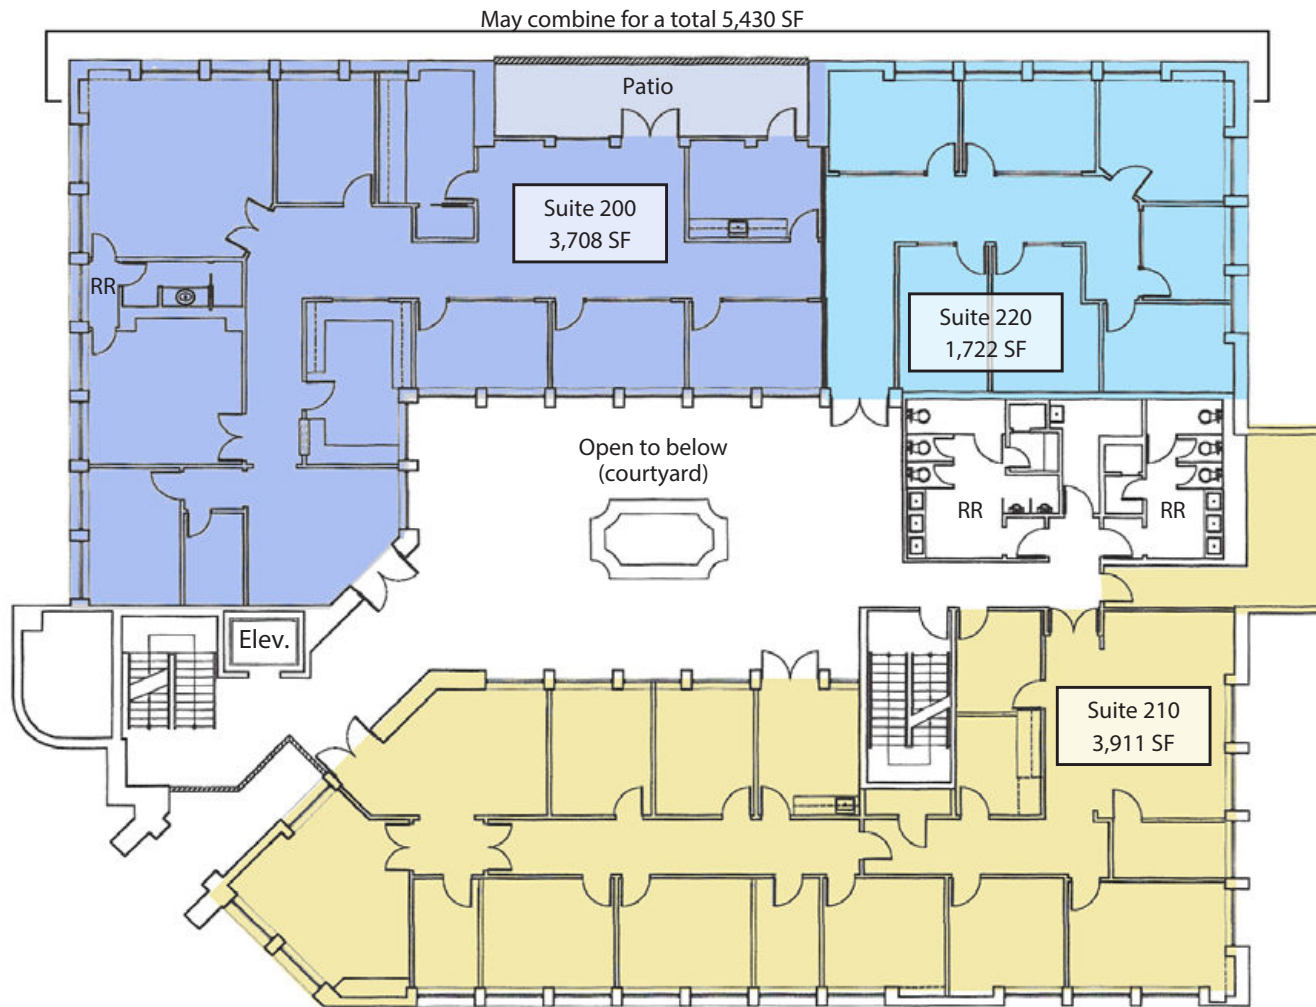 May combine for a total 5,430 SF
Patio
Suite 200
3,708 SF
RR
Suite 220
1,722 SF
Open to below
(courtyard)
RR
RR
Elev.
Suite 210
3,911 SF